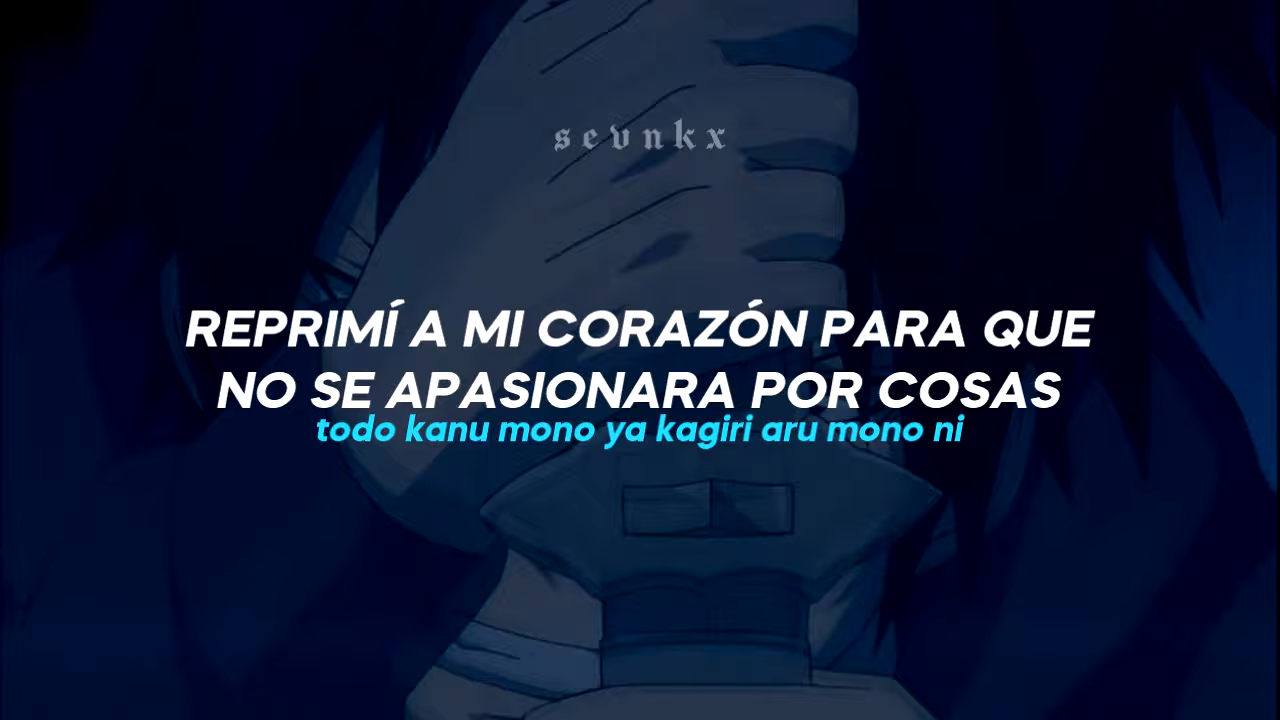 sevnkx
REPRIMÍ A MI CORAZÓN PARA QUE
NO SE APASIONARA POR COSAS
todo kanu mono ya kagiri aru mono ni